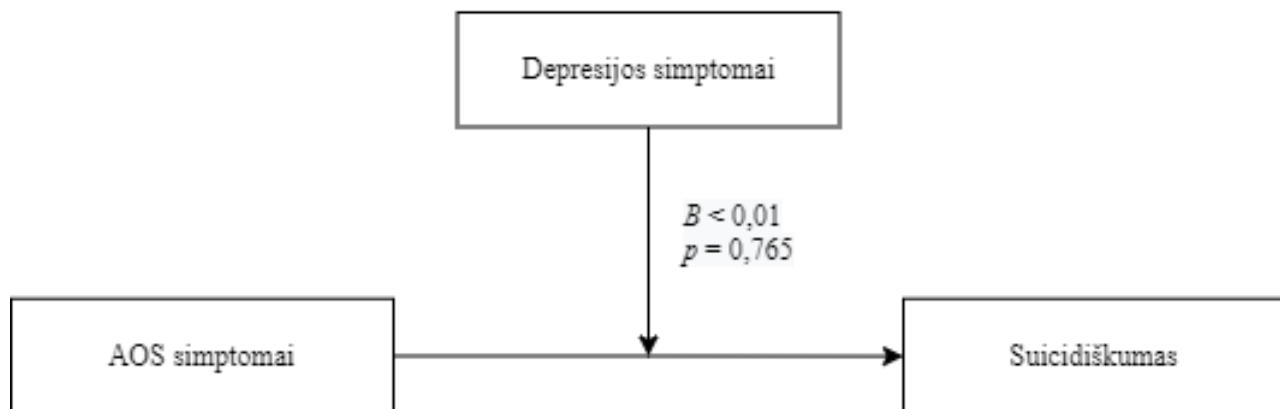 Depresijos simptomai
B < 0,01
p = 0,765
AOS simptomai
Suicidiškumas